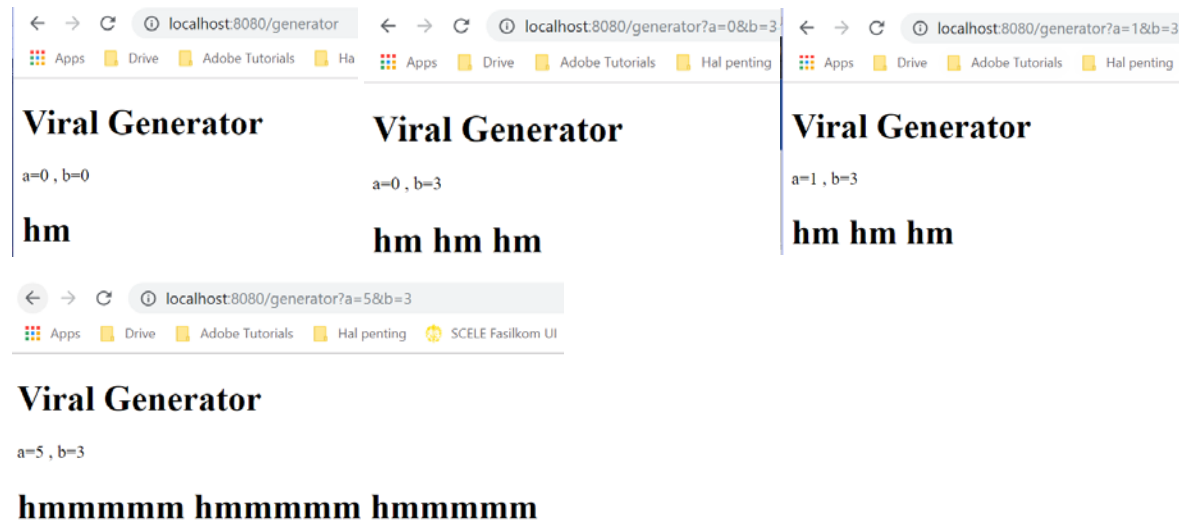 localhost:8080/generator
Apps Drive Adobe Tutorials Ha
Viral Generator
a=0 , b=0
hm
localhost:8080/generator?a=0&b=3
Apps Drive Adobe Tutorials Hal penting
Viral Generator
a=0 , b=3
hm hm hm
localhost:8080/generator?a=1&b=3
Apps Drive Adobe Tutorials Hal penting
Viral Generator
a=1 , b=3
hm hm hm
localhost:8080/generator?a=5&b=3
Apps Drive Adobe Tutorials Hal penting SCELE Fasilkom UI
Viral Generator
a=5 , b=3
hmmmmm hmmmmm hmmmmm